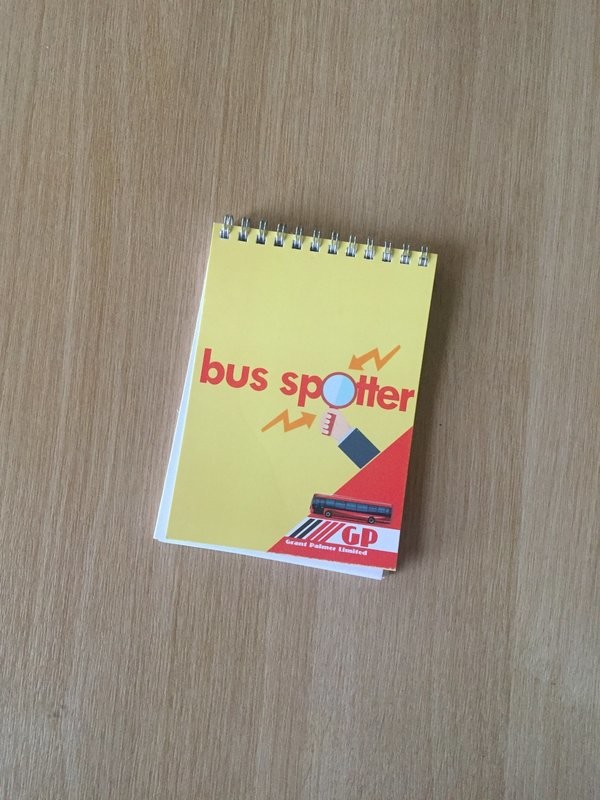 bus spotter
GP
Grant Palmer Limited